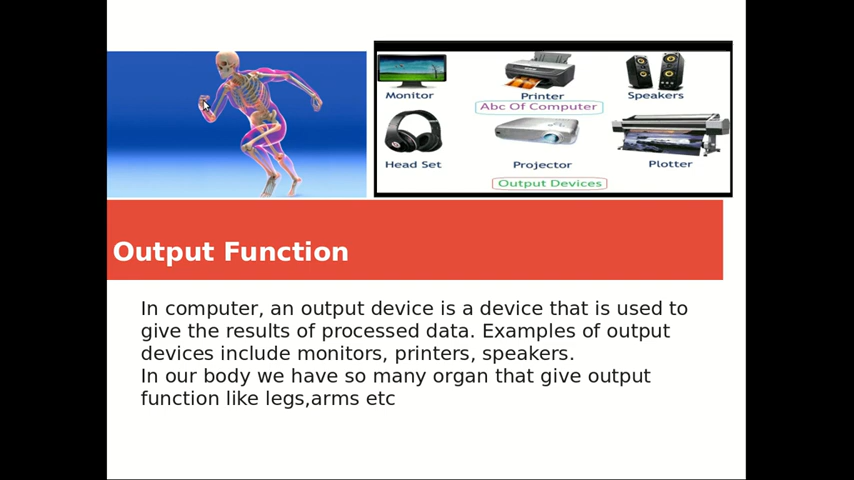 Monitor
Printer
Speakers
Abc Of Computer
Head Set
Projector
Plotter
Output Devices
Output Function
In computer, an output device is a device that is used to
give the results of processed data. Examples of output
devices include monitors, printers, speakers.
In our body we have so many organ that give output
function like legs,arms etc